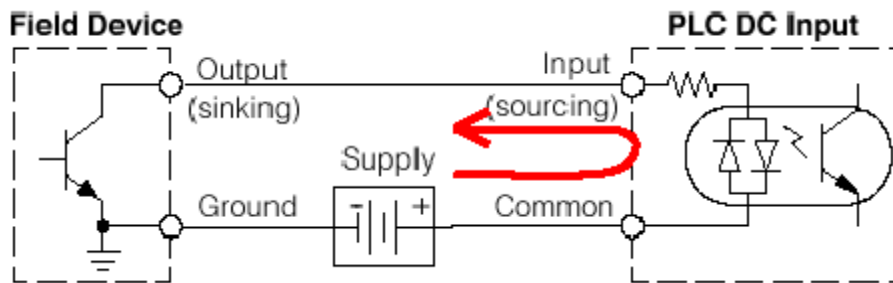 Field Device
PLC DC Input
Output
(sinking)
Input
(sourcing)
Supply
Ground
- +
Common